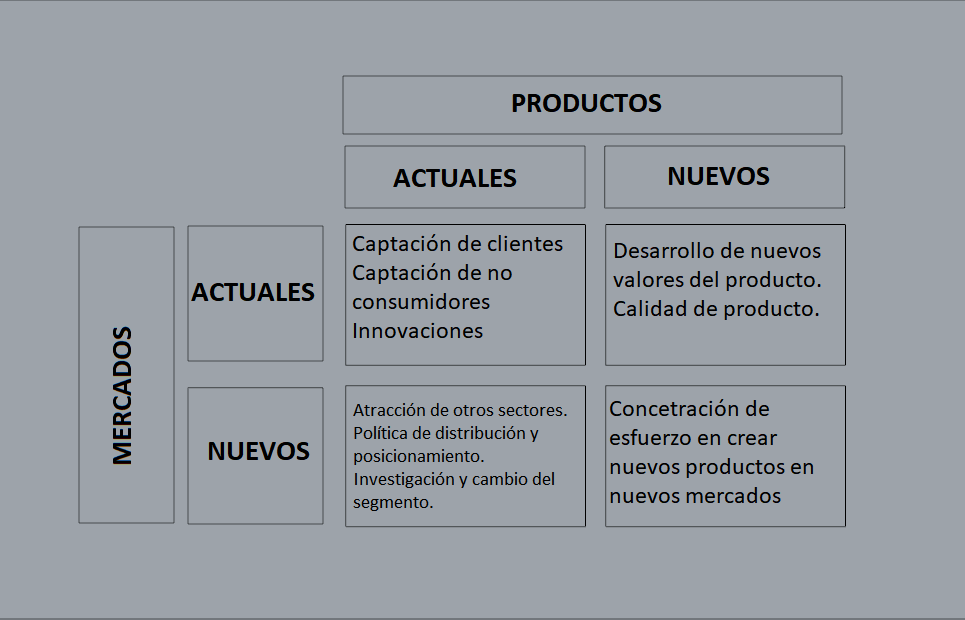 PRODUCTOS
ACTUALES
NUEVOS
MERCADOS
ACTUALES
Captación de clientes
Captación de no
consumidores
Innovaciones
Desarrollo de nuevos
valores del producto.
Calidad de producto.
NUEVOS
Atracción de otros sectores.
Política de distribución y
posicionamiento.
Investigación y cambio del
segmento.
Concetración de
esfuerzo en crear
nuevos productos en
nuevos mercados